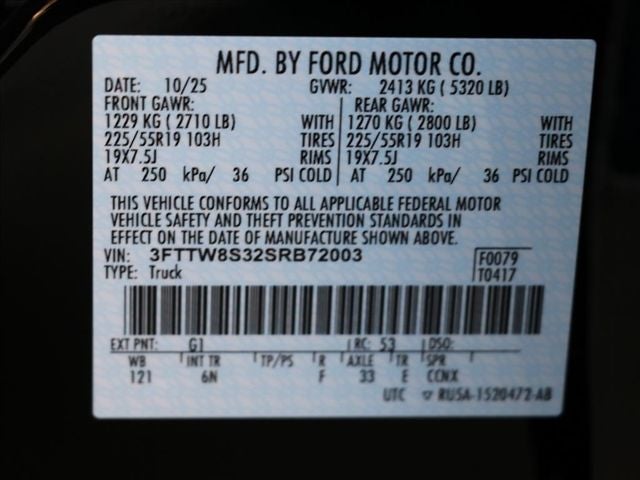 MFD. BY FORD MOTOR CO.
DATE: 10/25 GVWR: 2413 KG ( 5320 LB)
FRONT GAWR: REAR GAWR:
1229 KG ( 2710 LB) WITH 1270 KG ( 2800 LB) WITH
225/55R19 103H TIRES 225/55R19 103H TIRES
19X7.5J RIMS 19X7.5J RIMS
AT 250 kPa/ 36 PSI COLD AT 250 kPa/ 36 PSI COLD
THIS VEHICLE CONFORMS TO ALL APPLICABLE FEDERAL MOTOR
VEHICLE SAFETY AND THEFT PREVENTION STANDARDS IN
EFFECT ON THE DATE OF MANUFACTURE SHOWN ABOVE.
VIN: 3FTTW8S32SRB72003 F0079
TYPE: Truck T0417
EXT PNT: G1 RC: 53 DSO:
WB INT TR TP/PS R AXLE TR SPR
121 6N F 33 E CCNX
UTC ▽ RU5A-1520472-AB